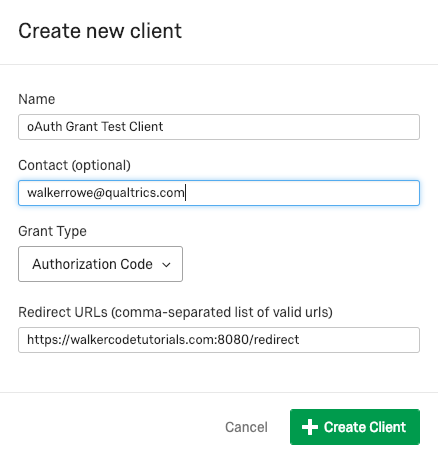 Create new client
Name
oAuth Grant Test Client
Contact (optional)
walkerrowe@qualtrics.com
Grant Type
Authorization Code
Redirect URLs (comma-separated list of valid urls)
https://walkercodetutorials.com:8080/redirect
Cancel
Create Client